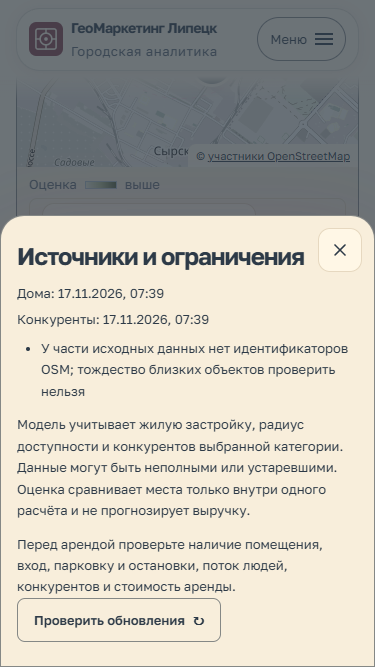 ГеоМаркетинг Липецк
Городская аналитика
Меню
Садовые
Сырск
© участники OpenStreetMap
Оценка выше
Источники и ограничения
Дома: 17.11.2026, 07:39
Конкуренты: 17.11.2026, 07:39
• У части исходных данных нет идентификаторов
OSM; тождество близких объектов проверить
нельзя
Модель учитывает жилую застройку, радиус
доступности и конкурентов выбранной категории.
Данные могут быть неполными или устаревшими.
Оценка сравнивает места только внутри одного
расчёта и не прогнозирует выручку.
Перед арендой проверьте наличие помещения,
вход, парковку и остановки, поток людей,
конкурентов и стоимость аренды.
Проверить обновления ↻